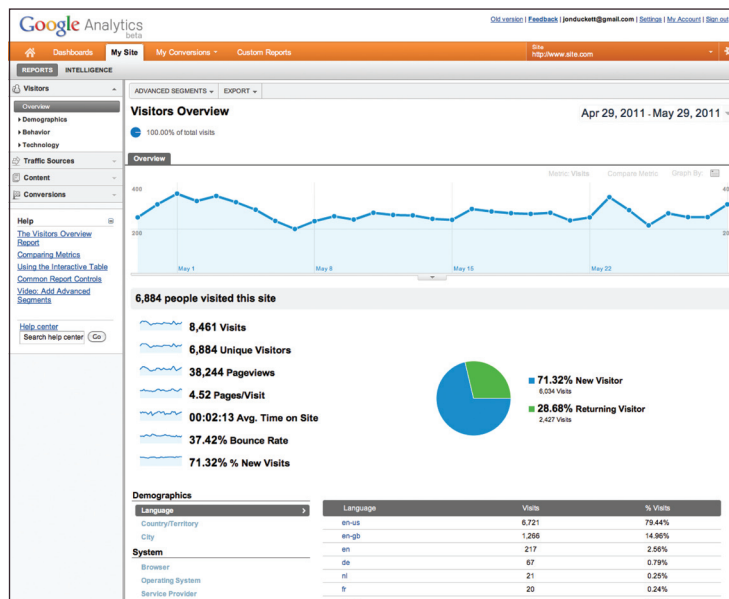 Google Analytics
beta
Old version | Feedback | jonduckett@gmail.com | Settings | My Account | Sign out
Dashboards My Site My Conversions Custom Reports
Site
http://www.site.com
REPORTS INTELLIGENCE
Visitors
Overview
Demographics
Behavior
Technology
Traffic Sources
Content
Conversions
Help
The Visitors Overview
Report
Comparing Metrics
Using the Interactive Table
Common Report Controls
Video: Add Advanced
Segments
Help center
Search help center Go
ADVANCED SEGMENTS EXPORT
Visitors Overview
Apr 29, 2011 - May 29, 2011
100.00% of total visits
Overview
Metric: Visits Compare Metric Graph By:
400
200
May 1 May 8 May 15 May 22
6,884 people visited this site
8,461 Visits
6,884 Unique Visitors
38,244 Pageviews
4.52 Pages/Visit
00:02:13 Avg. Time on Site
37.42% Bounce Rate
71.32% % New Visits
71.32% New Visitor
6,034 Visits
28.68% Returning Visitor
2,427 Visits
Demographics
Language
Country/Territory
City
System
Browser
Operating System
Service Provider
Language Visits % Visits
en-us 6,721 79.44%
en-gb 1,266 14.96%
en 217 2.56%
de 67 0.79%
nl 21 0.25%
fr 20 0.24%